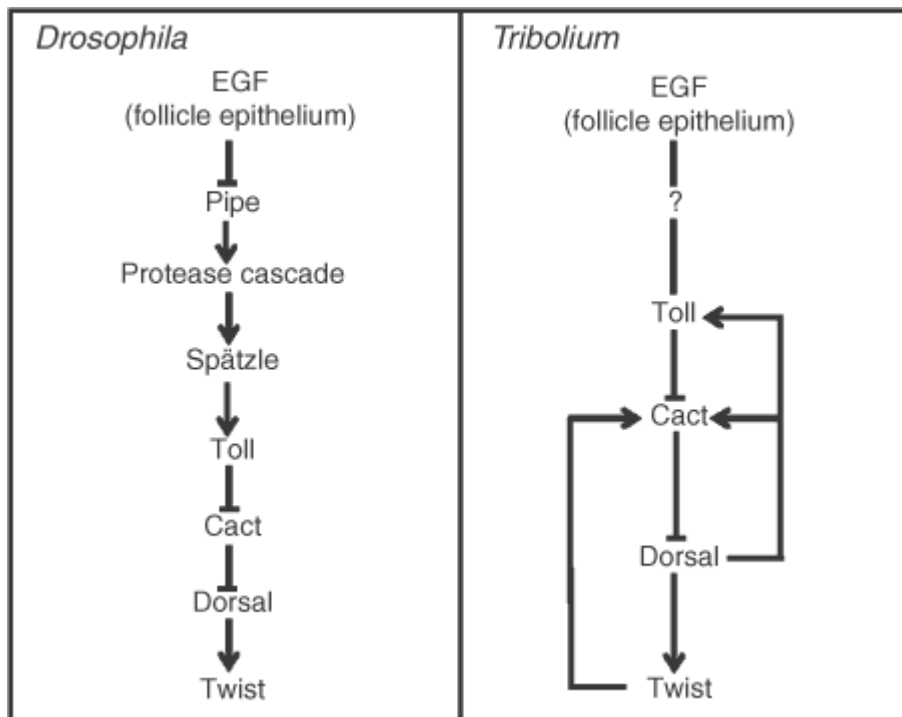 Drosophila
EGF
(follicle epithelium)
Pipe
Protease cascade
Spätzle
Toll
Cact
Dorsal
Twist
Tribolium
EGF
(follicle epithelium)
?
Toll
Cact
Dorsal
Twist